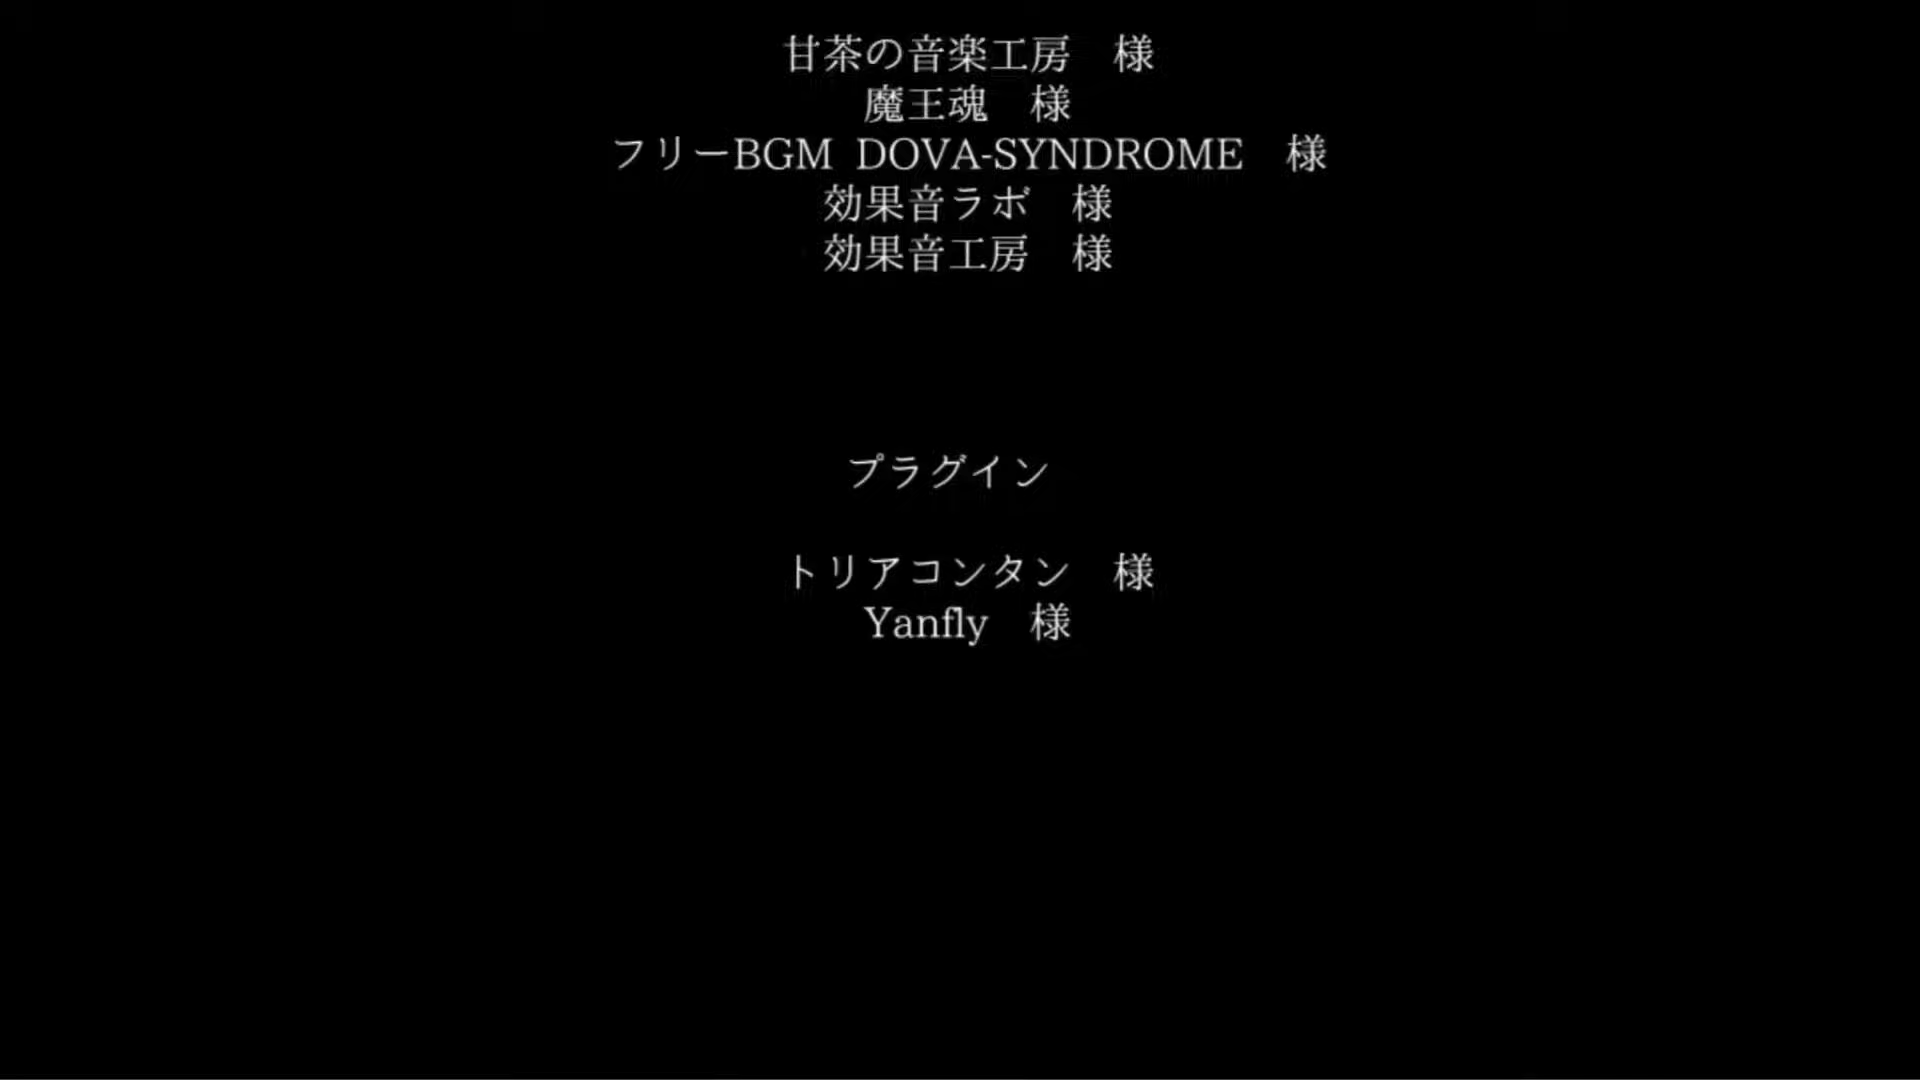 甘茶の音楽工房　様
魔王魂　様
フリーBGM DOVA-SYNDROME　様
効果音ラボ　様
効果音工房　様
プラグイン
トリアコンタン　様
Yanfly　様